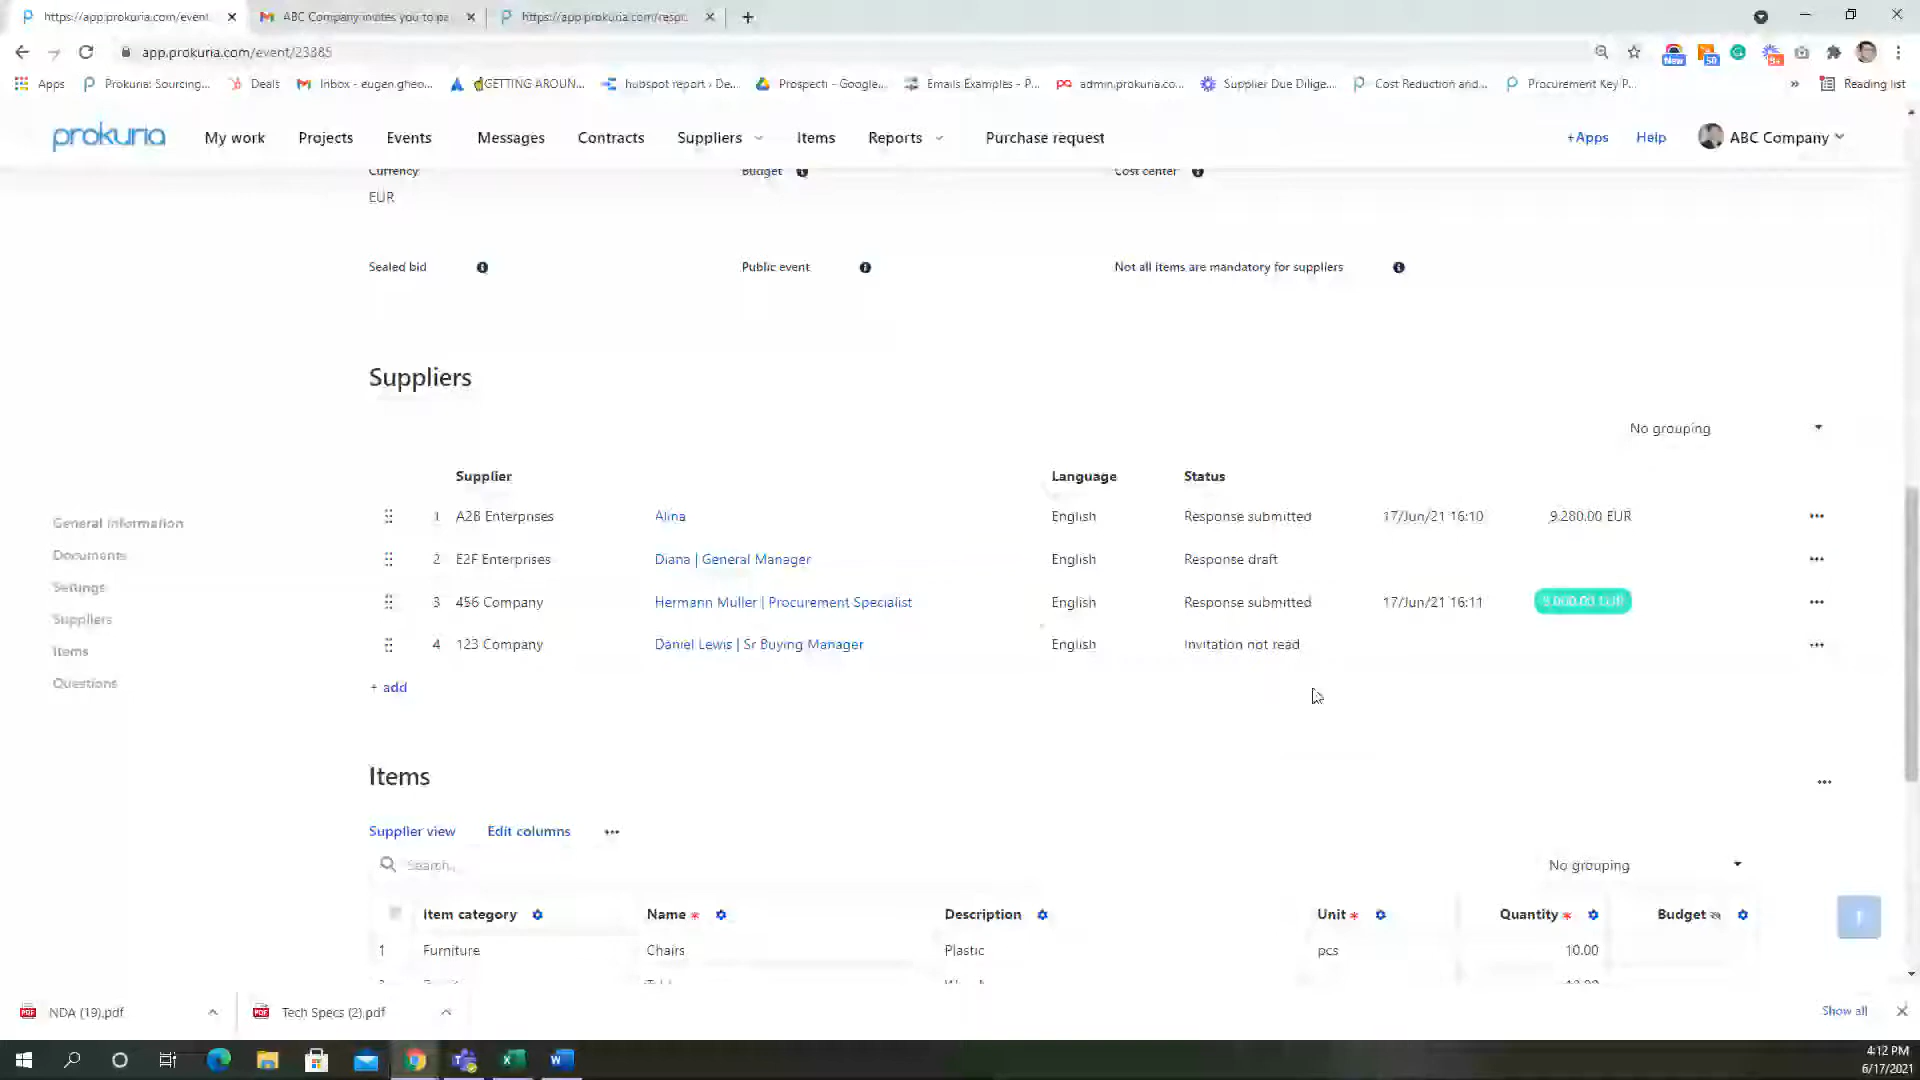 https://app.prokuria.com/event
ABC Company invites you to pa
https://app.prokuria.com/resp
app.prokuria.com/event/23885
New
50
9+
Apps
Prokuria: Sourcing...
Deals
Inbox - eugen.gheo...
GETTING AROUN...
hubspot report › De...
Prospecti - Google...
Emails Examples - P...
admin.prokuria.co...
Supplier Due Dilige...
Cost Reduction and...
Procurement Key P...
»
Reading list
prokuria
My work
Projects
Events
Messages
Contracts
Suppliers
Items
Reports
Purchase request
+Apps
Help
ABC Company
Currency
Budget
Cost center
EUR
Sealed bid
Public event
Not all items are mandatory for suppliers
Suppliers
No grouping
Supplier Language Status
1 A2B Enterprises Alina English Response submitted 17/Jun/21 16:10 9,280.00 EUR
2 E2F Enterprises Diana | General Manager English Response draft
3 456 Company Hermann Muller | Procurement Specialist English Response submitted 17/Jun/21 16:11 EUR
4 123 Company Daniel Lewis | Sr Buying Manager English Invitation not read
+ add
General information
Documents
Settings
Suppliers
Items
Questions
Items
Supplier view
Edit columns
Search...
No grouping
Item category Name * Description Unit * Quantity * Budget
1 Furniture Chairs Plastic pcs 10.00
NDA (19).pdf
Tech Specs (2).pdf
Show all
4:12 PM
6/17/2021